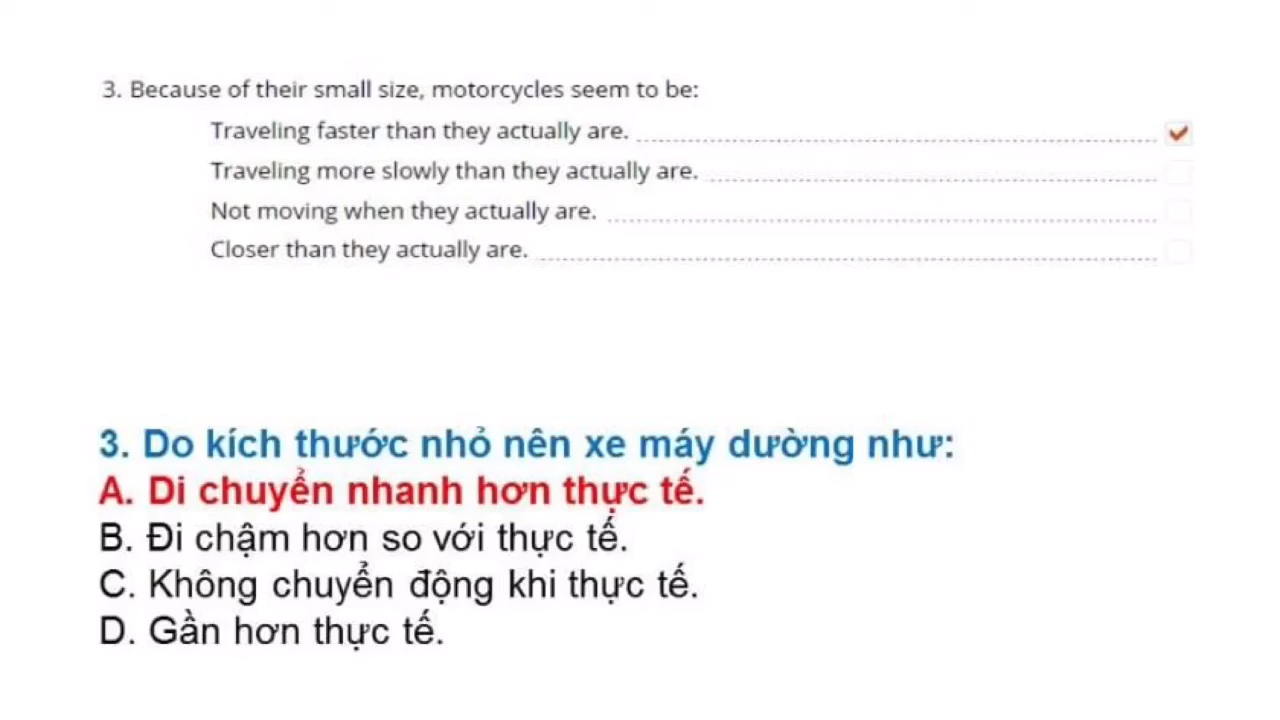 3. Because of their small size, motorcycles seem to be:
Traveling faster than they actually are.
Traveling more slowly than they actually are.
Not moving when they actually are.
Closer than they actually are.
3. Do kích thước nhỏ nên xe máy dường như:
A. Di chuyển nhanh hơn thực tế.
B. Đi chậm hơn so với thực tế.
C. Không chuyển động khi thực tế.
D. Gần hơn thực tế.